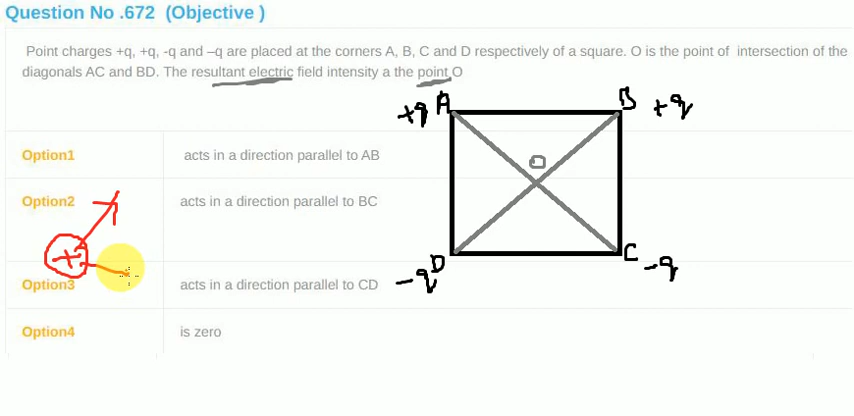 Question No .672 (Objective )
Point charges +q, +q, -q and –q are placed at the corners A, B, C and D respectively of a square. O is the point of intersection of the
diagonals AC and BD. The resultant electric field intensity a the point O
+q A B +q
Option1 acts in a direction parallel to AB
O
Option2 acts in a direction parallel to BC
+
-q D C -q
Option3 acts in a direction parallel to CD
Option4 is zero